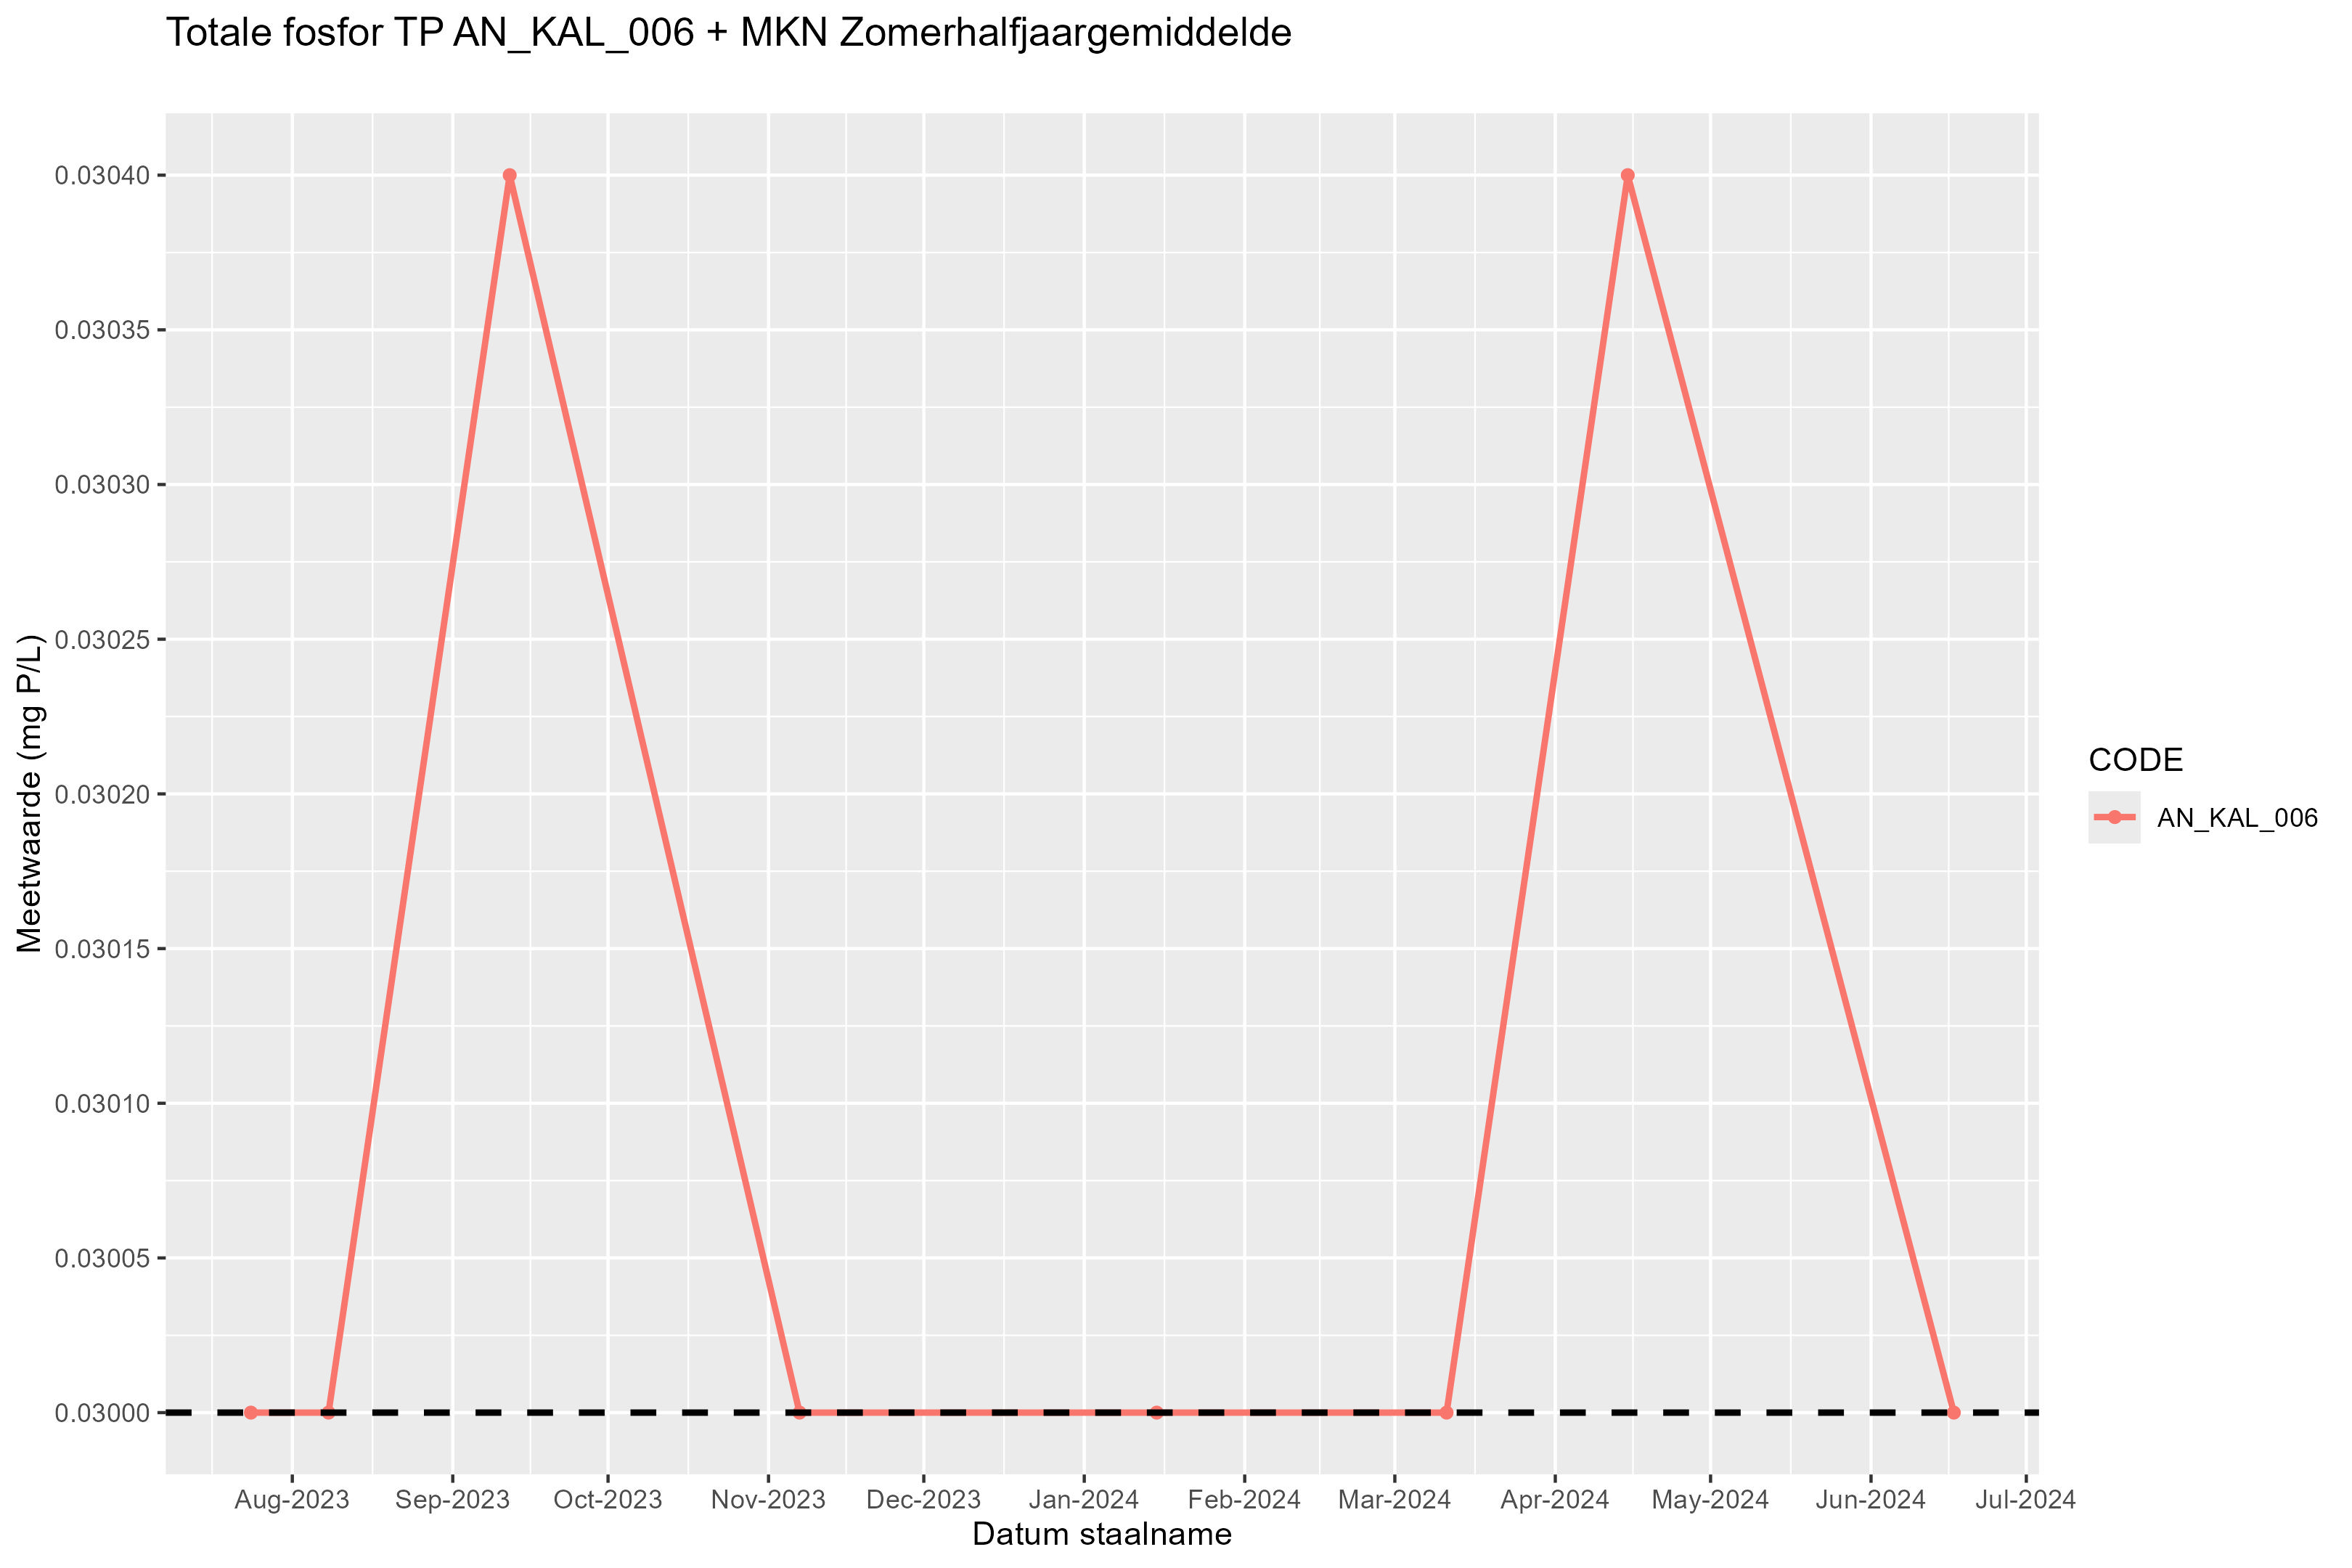 Totale fosfor TP AN_KAL_006 + MKN Zomerhalfjaargemiddelde
Meetwaarde (mg P/L)
0.03040
0.03035
0.03030
0.03025
0.03020
0.03015
0.03010
0.03005
0.03000
Aug-2023 Sep-2023 Oct-2023 Nov-2023 Dec-2023 Jan-2024 Feb-2024 Mar-2024 Apr-2024 May-2024 Jun-2024 Jul-2024
Datum staalname
CODE
AN_KAL_006